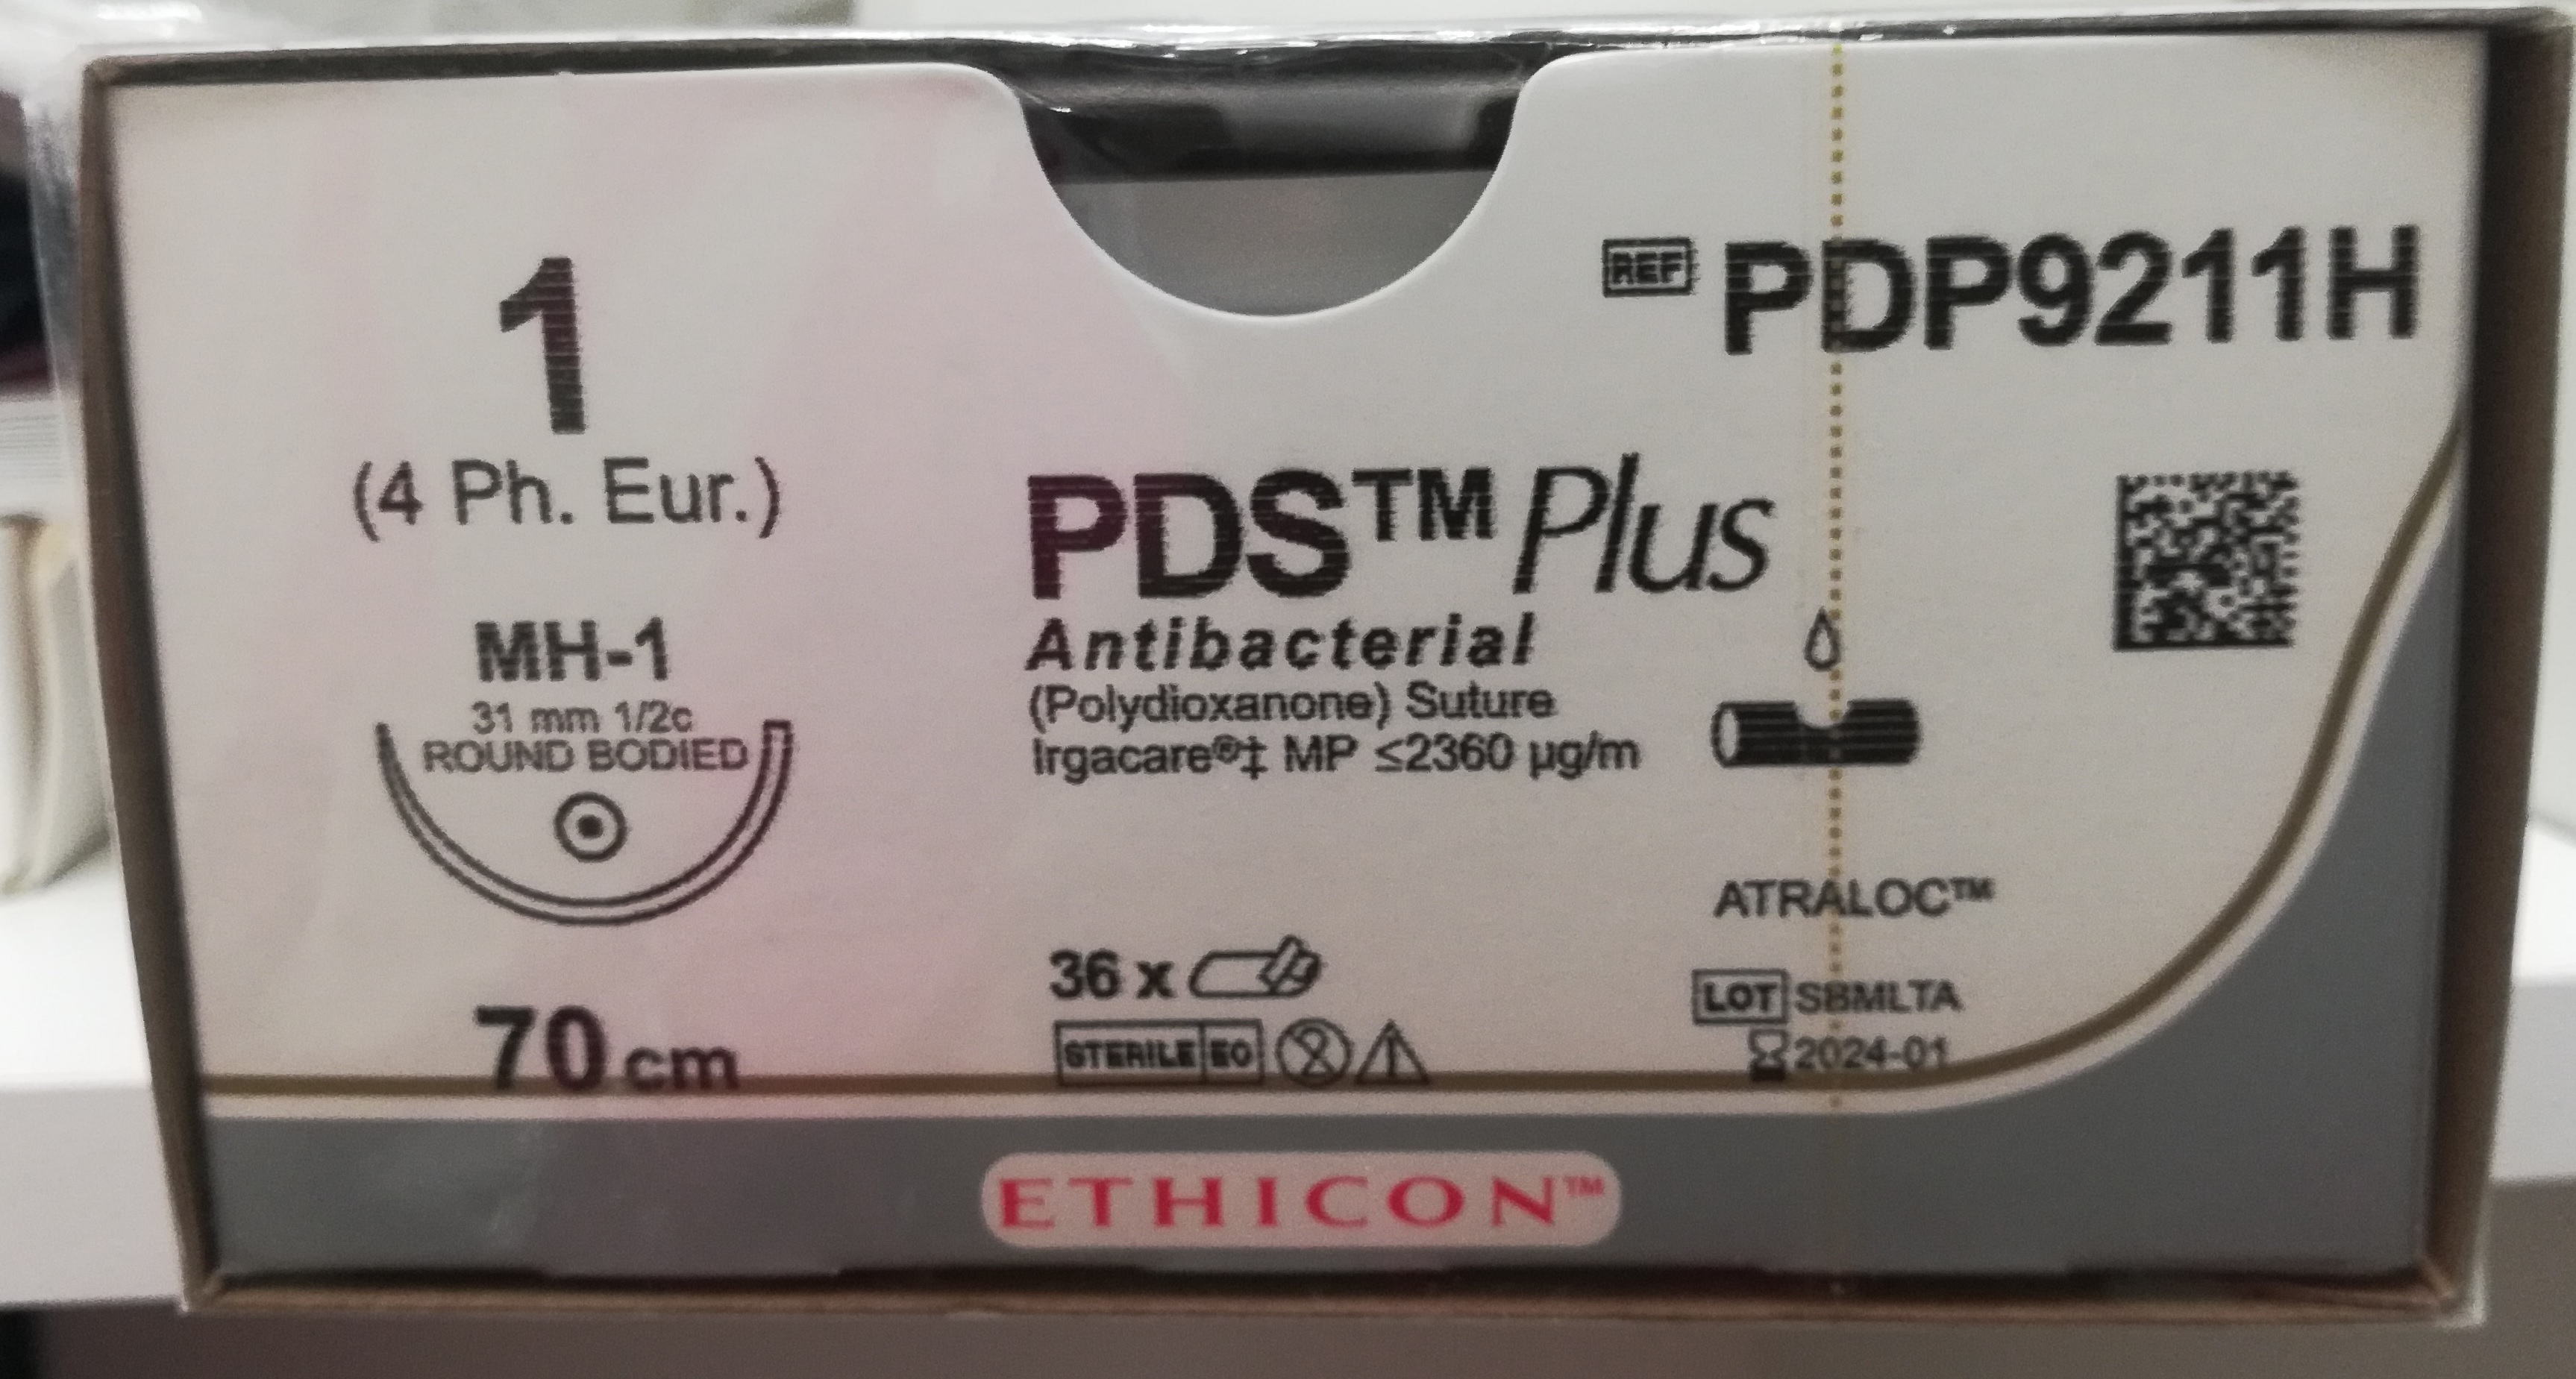 1
(4 Ph. Eur.)
MH-1
31 mm 1/2c
ROUND BODIED
70 cm
REF PDP9211H
PDS™ Plus
Antibacterial
(Polydioxanone) Suture
Irgacare®‡ MP ≤2360 µg/m
36 x
STERILE EO
ATRALOC™
LOT SBMLTA
2024-01
ETHICON™